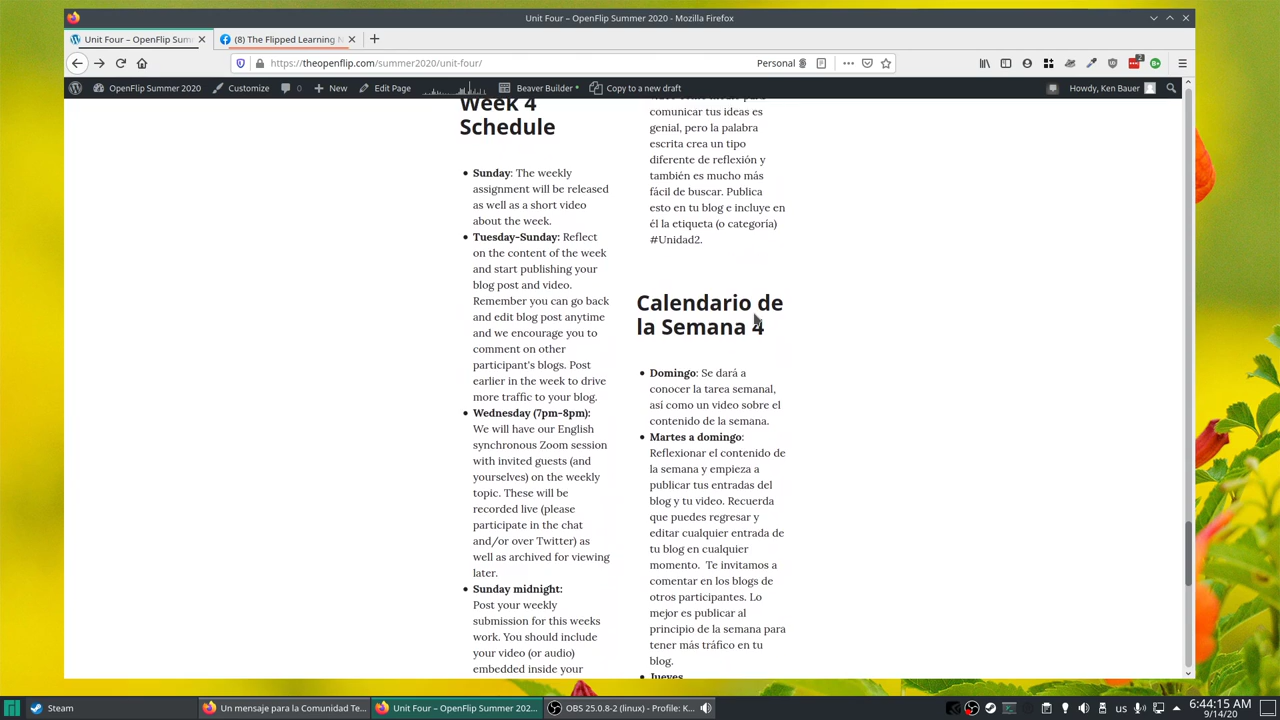 Unit Four – OpenFlip Summer 2020 - Mozilla Firefox
Unit Four – OpenFlip Sum
(8) The Flipped Learning N
https://theopenflip.com/summer2020/unit-four/
Personal
OpenFlip Summer 2020
Customize
0
New
Edit Page
Beaver Builder
Copy to a new draft
Howdy, Ken Bauer
Week 4
Schedule
Sunday: The weekly
assignment will be released
as well as a short video
about the week.
Tuesday-Sunday: Reflect
on the content of the week
and start publishing your
blog post and video.
Remember you can go back
and edit blog post anytime
and we encourage you to
comment on other
participant's blogs. Post
earlier in the week to drive
more traffic to your blog.
Wednesday (7pm-8pm):
We will have our English
synchronous Zoom session
with invited guests (and
yourselves) on the weekly
topic. These will be
recorded live (please
participate in the chat
and/or over Twitter) as
well as archived for viewing
later.
Sunday midnight:
Post your weekly
submission for this weeks
work. You should include
your video (or audio)
embedded inside your
comunicar tus ideas es
genial, pero la palabra
escrita crea un tipo
diferente de reflexión y
también es mucho más
fácil de buscar. Publica
esto en tu blog e incluye en
él la etiqueta (o categoría)
#Unidad2.
Calendario de
la Semana 4
Domingo: Se dará a
conocer la tarea semanal,
así como un video sobre el
contenido de la semana.
Martes a domingo:
Reflexionar el contenido de
la semana y empieza a
publicar tus entradas del
blog y tu video. Recuerda
que puedes regresar y
editar cualquier entrada de
tu blog en cualquier
momento. Te invitamos a
comentar en los blogs de
otros participantes. Lo
mejor es publicar al
principio de la semana para
tener más tráfico en tu
blog.
Jueves
Steam
Un mensaje para la Comunidad Te...
Unit Four – OpenFlip Summer 202...
OBS 25.0.8-2 (linux) - Profile: K...
us
6:44:15 AM
9/14/20